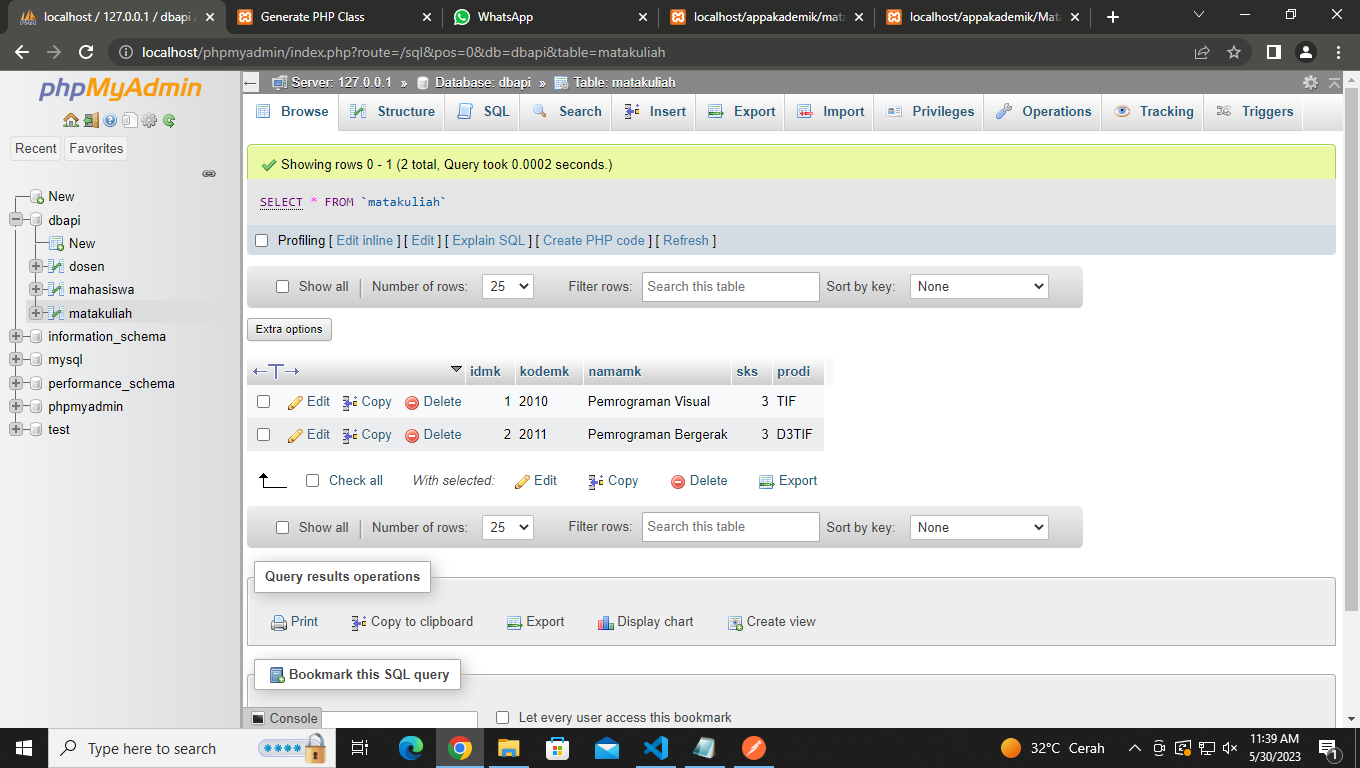 localhost / 127.0.0.1 / dbapi
Generate PHP Class
WhatsApp
localhost/appakademik/mata
localhost/appakademik/Mata
localhost/phpmyadmin/index.php?route=/sql&pos=0&db=dbapi&table=matakuliah
phpMyAdmin
Recent
Favorites
New
dbapi
New
dosen
mahasiswa
matakuliah
information_schema
mysql
performance_schema
phpmyadmin
test
Server: 127.0.0.1 » Database: dbapi » Table: matakuliah
Browse Structure SQL Search Insert Export Import Privileges Operations Tracking Triggers
Showing rows 0 - 1 (2 total, Query took 0.0002 seconds.)
SELECT * FROM `matakuliah`
Profiling [ Edit inline ] [ Edit ] [ Explain SQL ] [ Create PHP code ] [ Refresh ]
Show all | Number of rows: 25 Filter rows: Search this table Sort by key: None
Extra options
idmk kodemk namamk sks prodi
Edit Copy Delete 1 2010 Pemrograman Visual 3 TIF
Edit Copy Delete 2 2011 Pemrograman Bergerak 3 D3TIF
Check all With selected: Edit Copy Delete Export
Show all | Number of rows: 25 Filter rows: Search this table Sort by key: None
Query results operations
Print Copy to clipboard Export Display chart Create view
Bookmark this SQL query
Console
Let every user access this bookmark
Type here to search
32°C Cerah
11:39 AM
5/30/2023
1